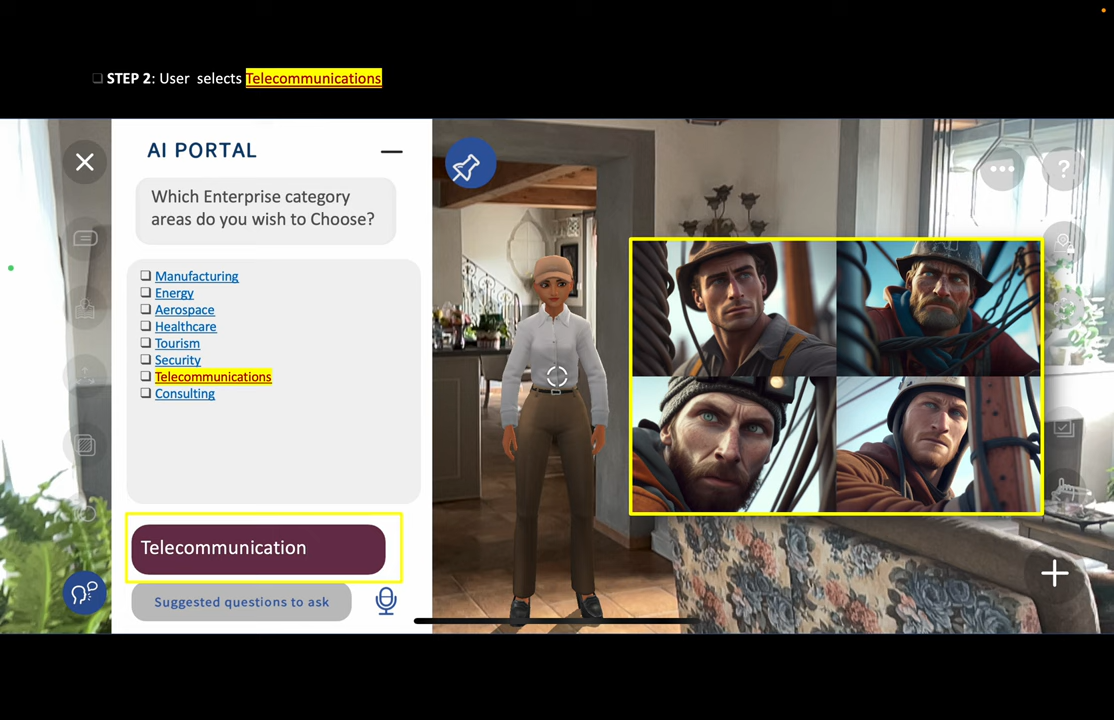 ❑ STEP 2: User selects Telecommunications
AI PORTAL
Which Enterprise category
areas do you wish to Choose?
❑ Manufacturing
❑ Energy
❑ Aerospace
❑ Healthcare
❑ Tourism
❑ Security
❑ Telecommunications
❑ Consulting
Telecommunication
Suggested questions to ask